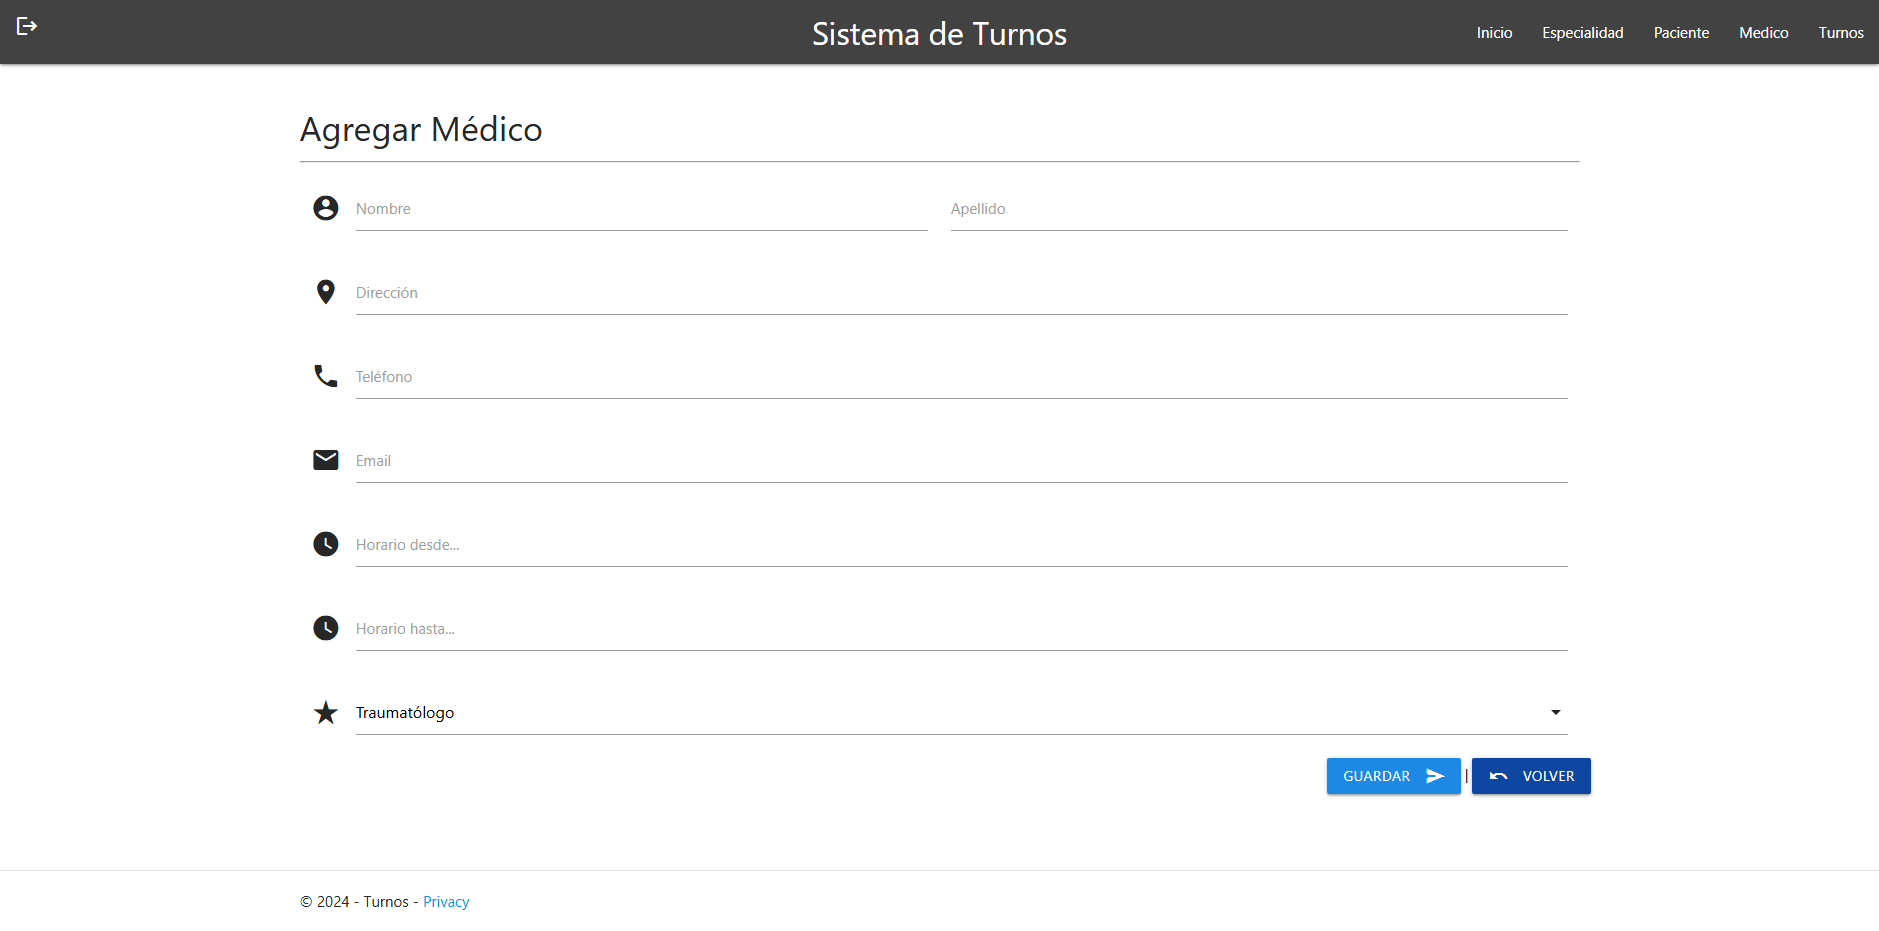 Sistema de Turnos
Inicio Especialidad Paciente Medico Turnos
Agregar Médico
Nombre Apellido
Dirección
Teléfono
Email
Horario desde...
Horario hasta...
Traumatólogo
GUARDAR | VOLVER
© 2024 - Turnos - Privacy